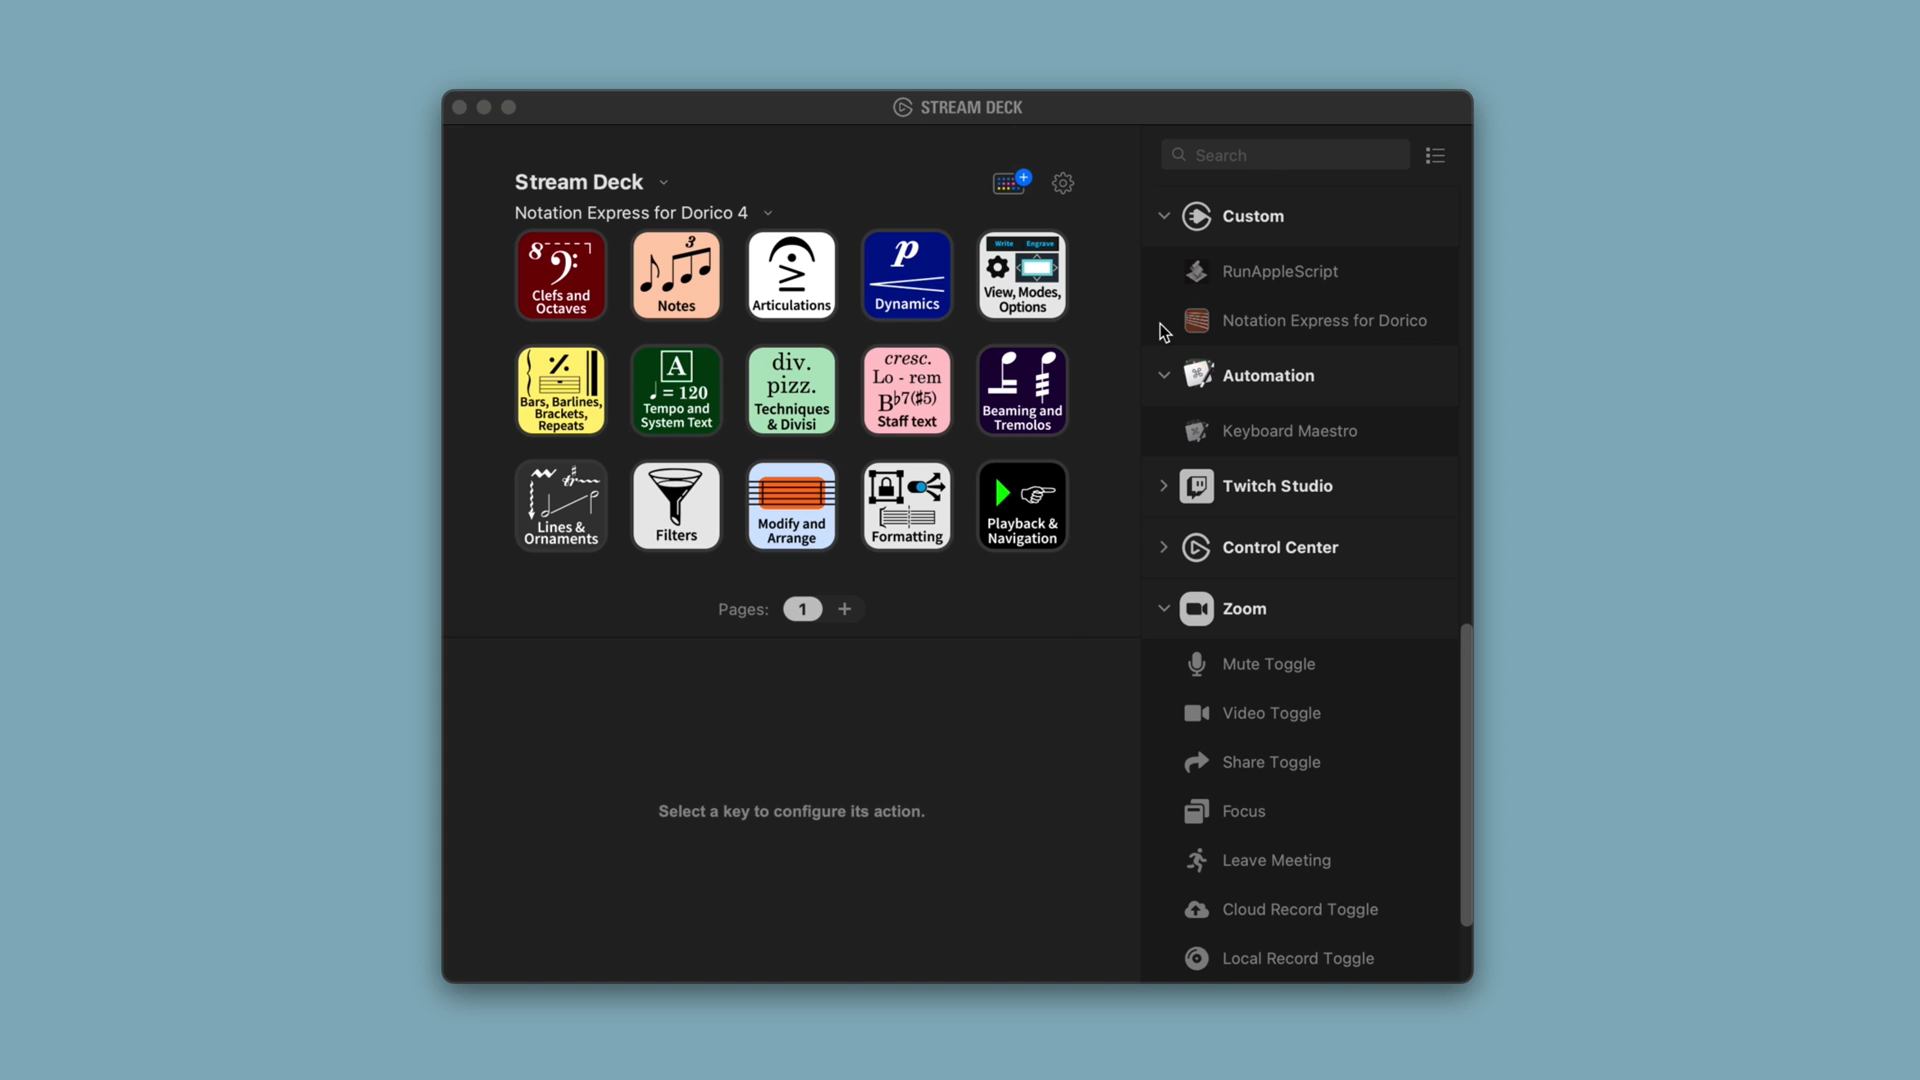 STREAM DECK
Stream Deck
Notation Express for Dorico 4
8
Clefs and
Octaves
3
Notes
Articulations
p
Dynamics
Write Engrave
View, Modes,
Options
Bars, Barlines,
Brackets,
Repeats
A
♩= 120
Tempo and
System Text
div.
pizz.
Techniques
& Divisi
cresc.
Lo - rem
B♭7(♯5)
Staff text
Beaming and
Tremolos
Lines &
Ornaments
Filters
Modify and
Arrange
Formatting
Playback &
Navigation
Pages: 1 +
Select a key to configure its action.
Search
Custom
RunAppleScript
Notation Express for Dorico
Automation
Keyboard Maestro
Twitch Studio
Control Center
Zoom
Mute Toggle
Video Toggle
Share Toggle
Focus
Leave Meeting
Cloud Record Toggle
Local Record Toggle